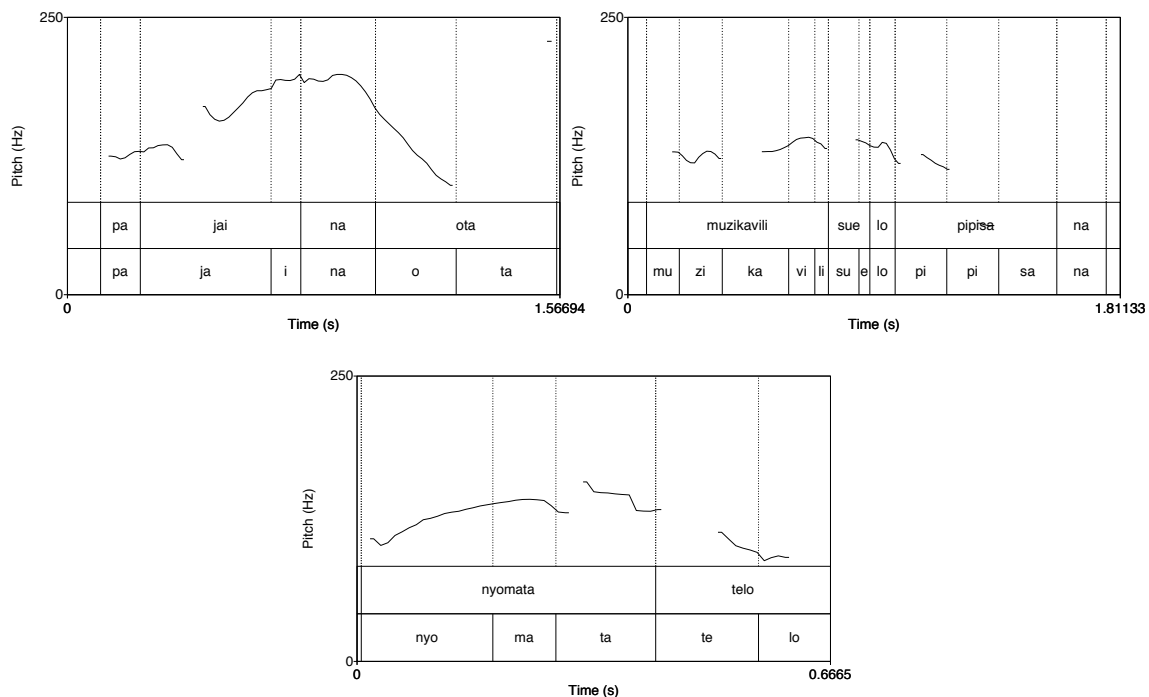 250
Pitch (Hz)
pa jai na ota
pa ja i na o ta
0
0 1.56694
Time (s)
250
Pitch (Hz)
muzikavili sue lo pipisa na
mu zi ka vi li su e lo pi pi sa na
0
0 1.81133
Time (s)
250
Pitch (Hz)
nyomata telo
nyo ma ta te lo
0
0 0.6665
Time (s)